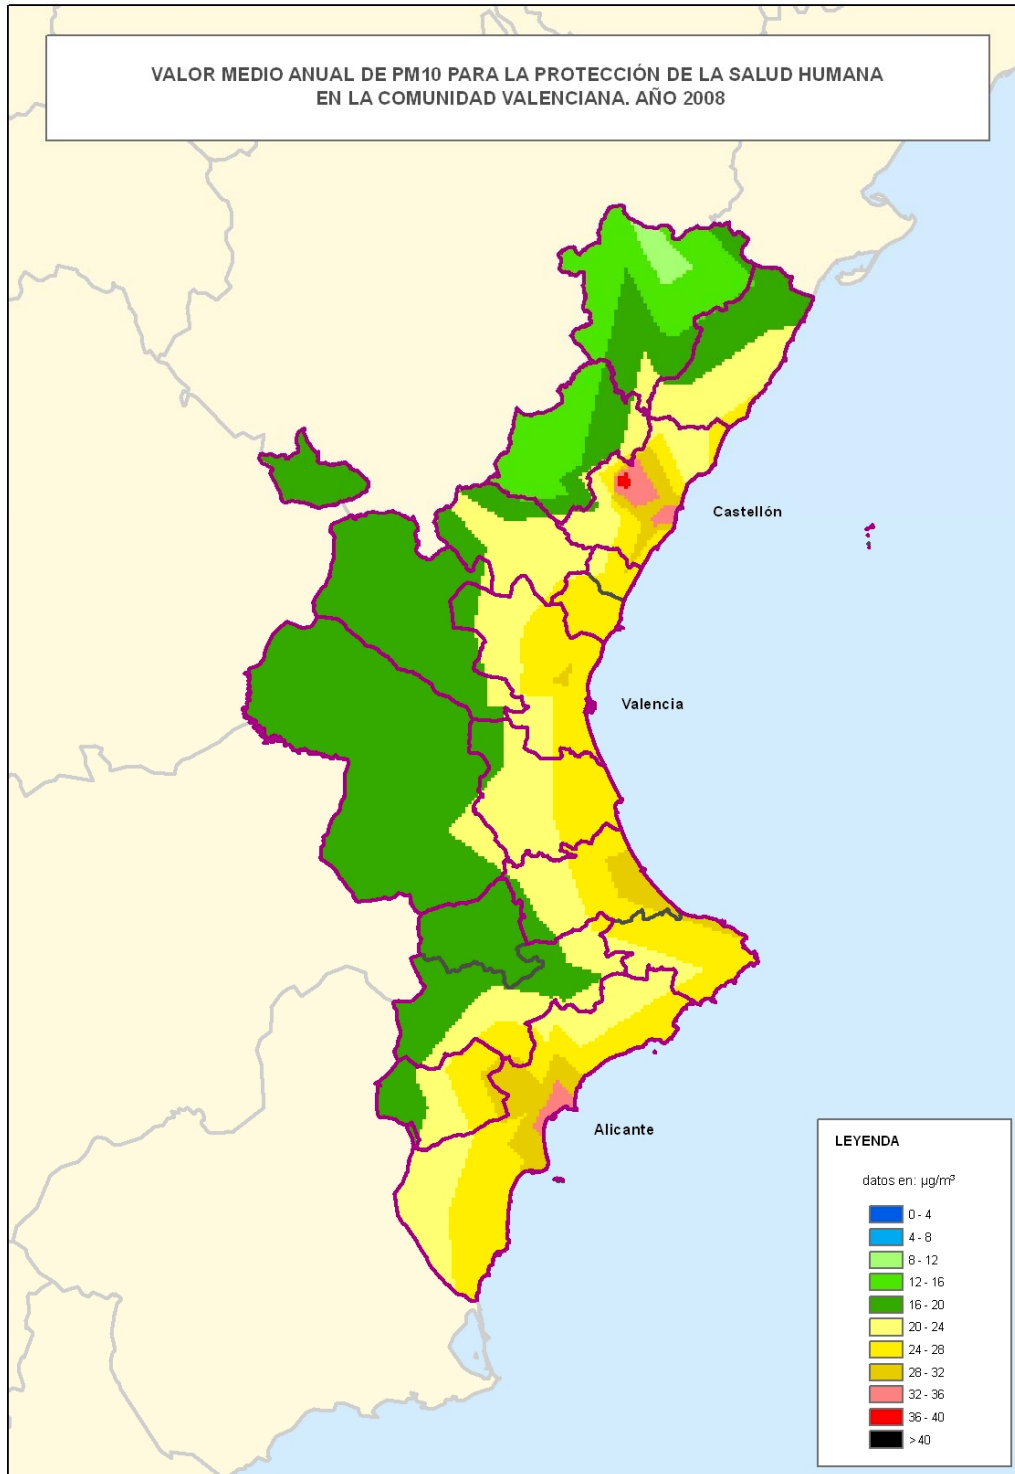 VALOR MEDIO ANUAL DE PM10 PARA LA PROTECCIÓN DE LA SALUD HUMANA
EN LA COMUNIDAD VALENCIANA. AÑO 2008
Castellón
Valencia
Alicante
LEYENDA
datos en: µg/m³
0 - 4
4 - 8
8 - 12
12 - 16
16 - 20
20 - 24
24 - 28
28 - 32
32 - 36
36 - 40
>40